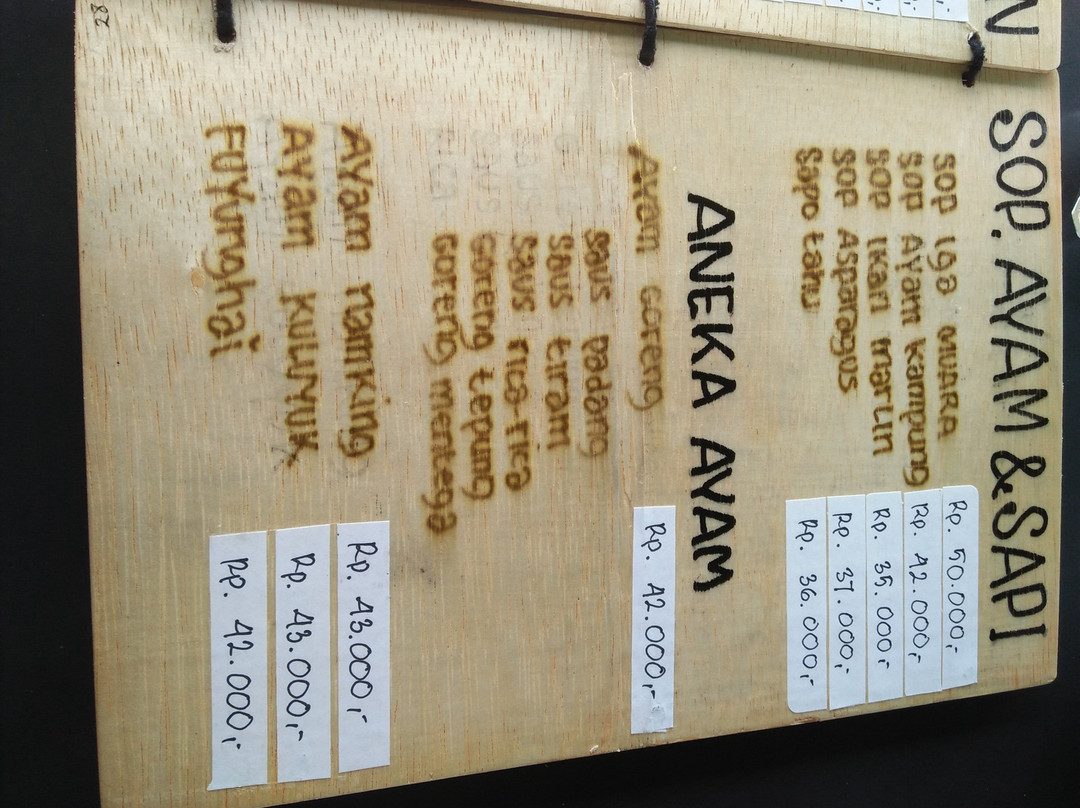 N
SOP. AYAM & SAPI
Sop Iga MUARA Rp. 50.000,-
Sop Ayam Kampung Rp. 42.000,-
Sop Ikan Marlin Rp. 35.000,-
Sop Asparagus Rp. 37.000,-
Sapo tahu Rp. 36.000,-
ANEKA AYAM
Ayam Goreng Rp. 42.000,-
Saus Padang
Saus tiram
Saus rica-rica
Goreng tepung
Goreng mentega
Ayam Namking Rp. 43.000,-
Ayam KuluyuK Rp. 43.000,-
FOYunghai Rp. 42.000,-
28